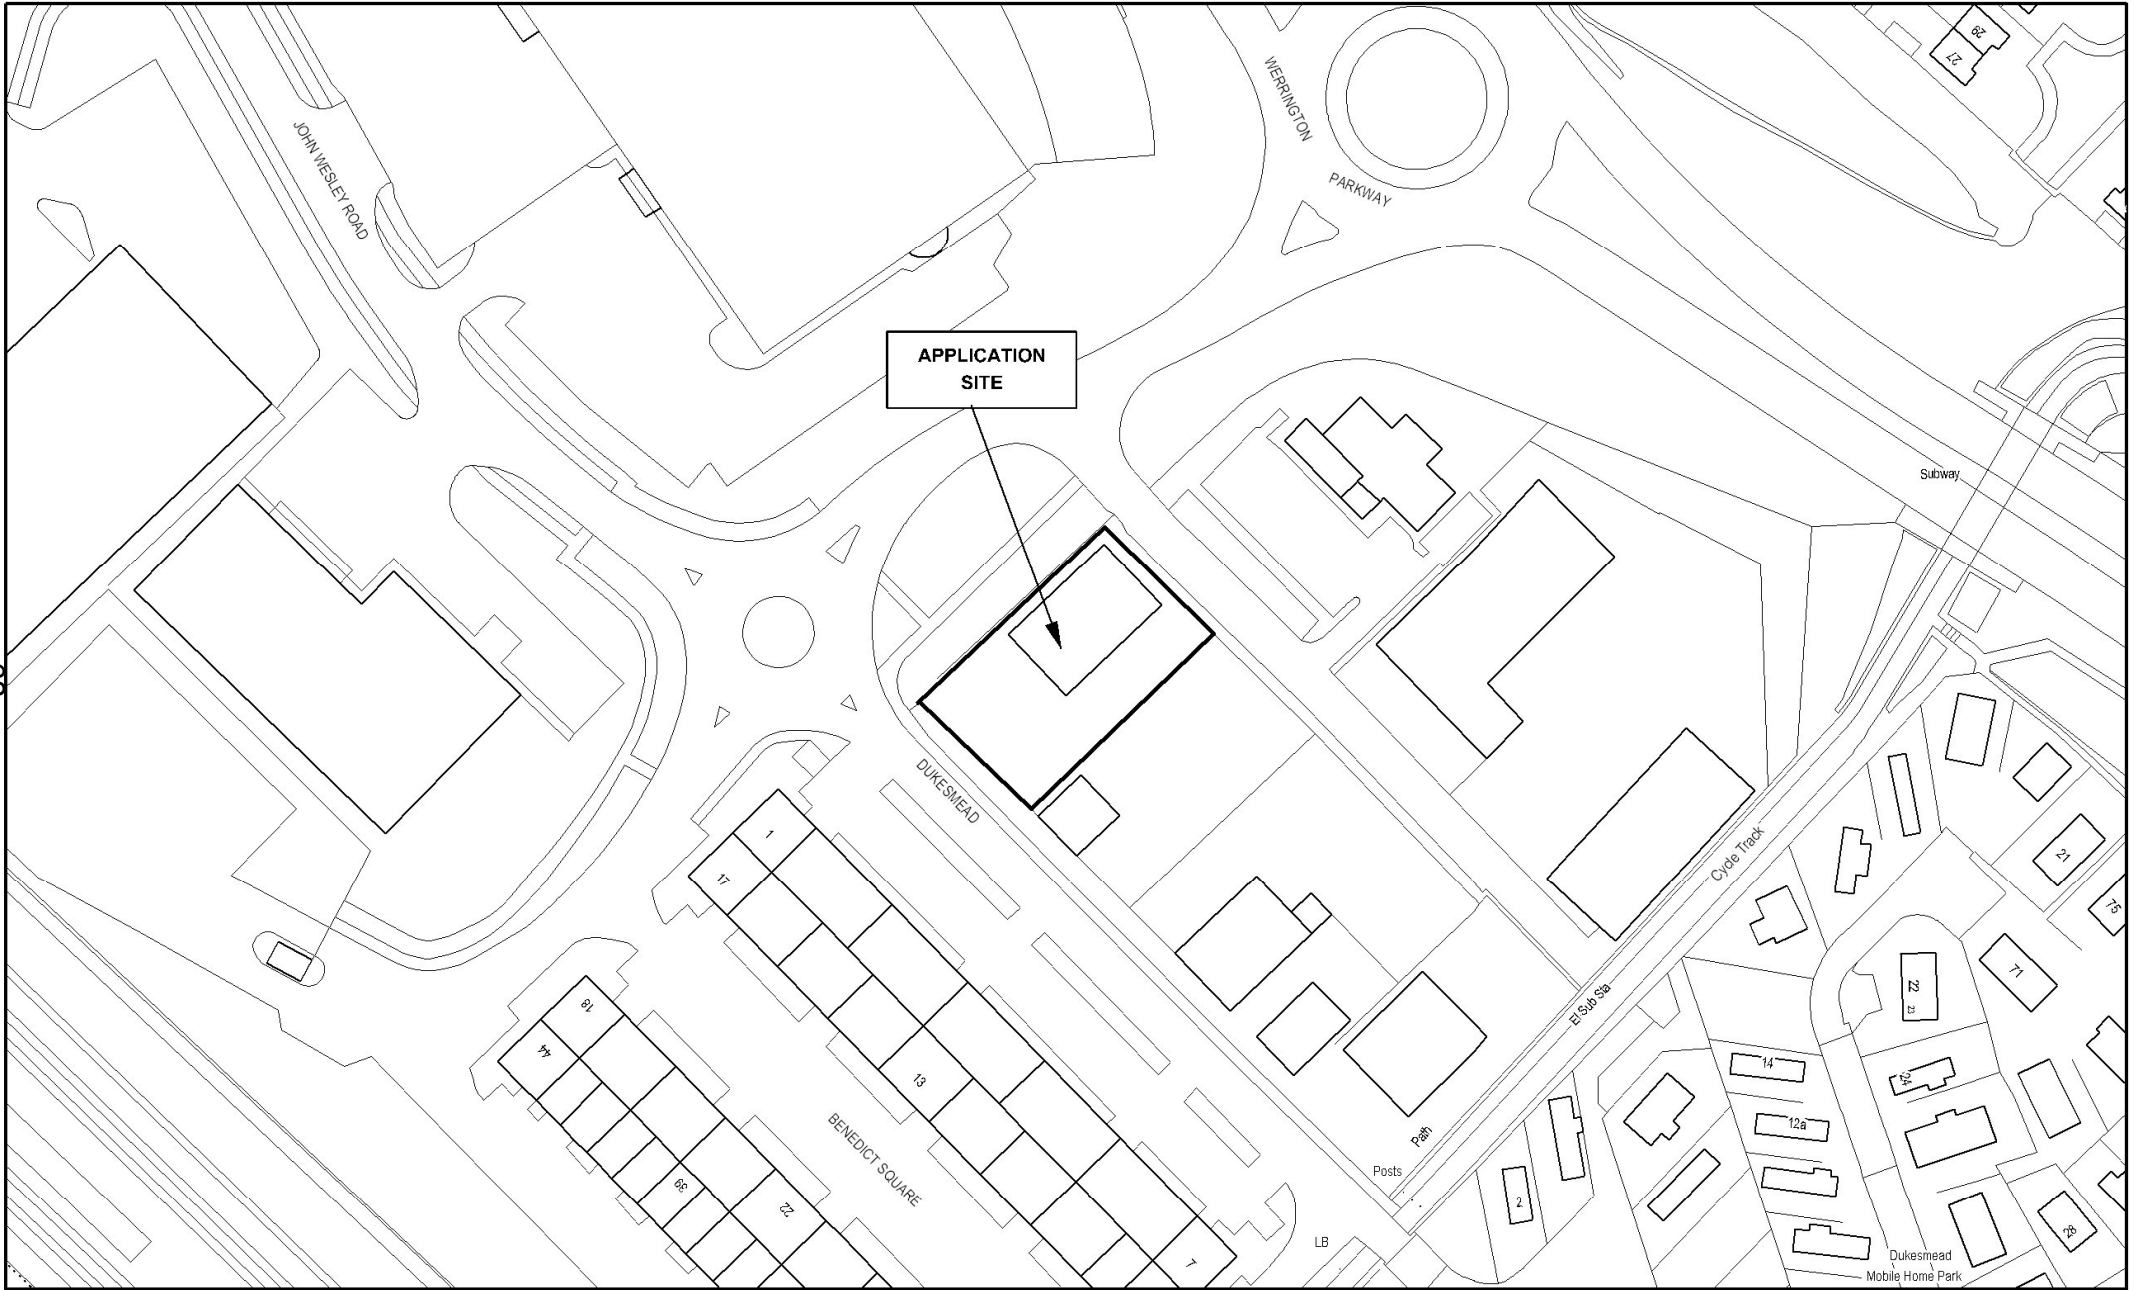 29
27
WERRINGTON
PARKWAY
JOHN WESLEY ROAD
APPLICATION
SITE
Subway
DUKESMEAD
1
17
Cycle Track
21
75
71
22
23
El Sub Sta
18
44
13
14
24
12a
BENEDICT SQUARE
Path
Posts
39
22
2
28
LB
7
Dukesmead
Mobile Home Park